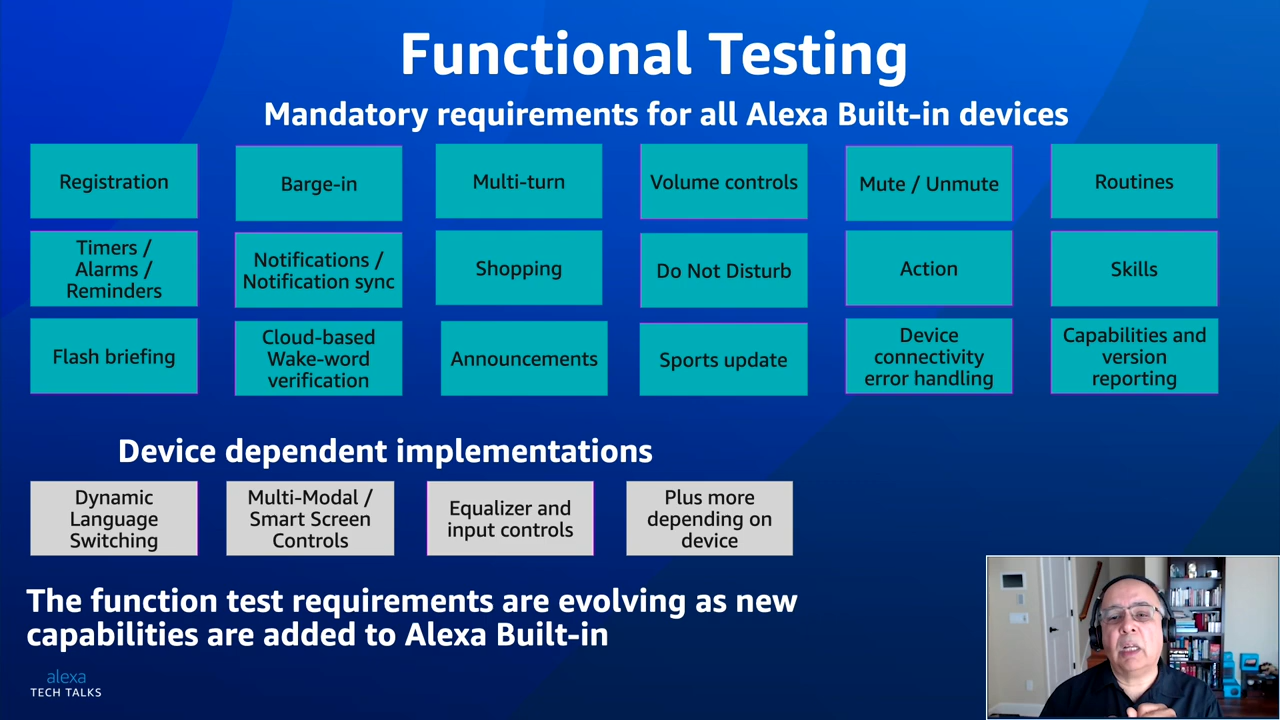 Functional Testing
Mandatory requirements for all Alexa Built-in devices
Registration
Barge-in
Multi-turn
Volume controls
Mute / Unmute
Routines
Timers /
Alarms /
Reminders
Notifications /
Notification sync
Shopping
Do Not Disturb
Action
Skills
Flash briefing
Cloud-based
Wake-word
verification
Announcements
Sports update
Device
connectivity
error handling
Capabilities and
version
reporting
Device dependent implementations
Dynamic
Language
Switching
Multi-Modal /
Smart Screen
Controls
Equalizer and
input controls
Plus more
depending on
device
The function test requirements are evolving as new
capabilities are added to Alexa Built-in
alexa
TECH TALKS